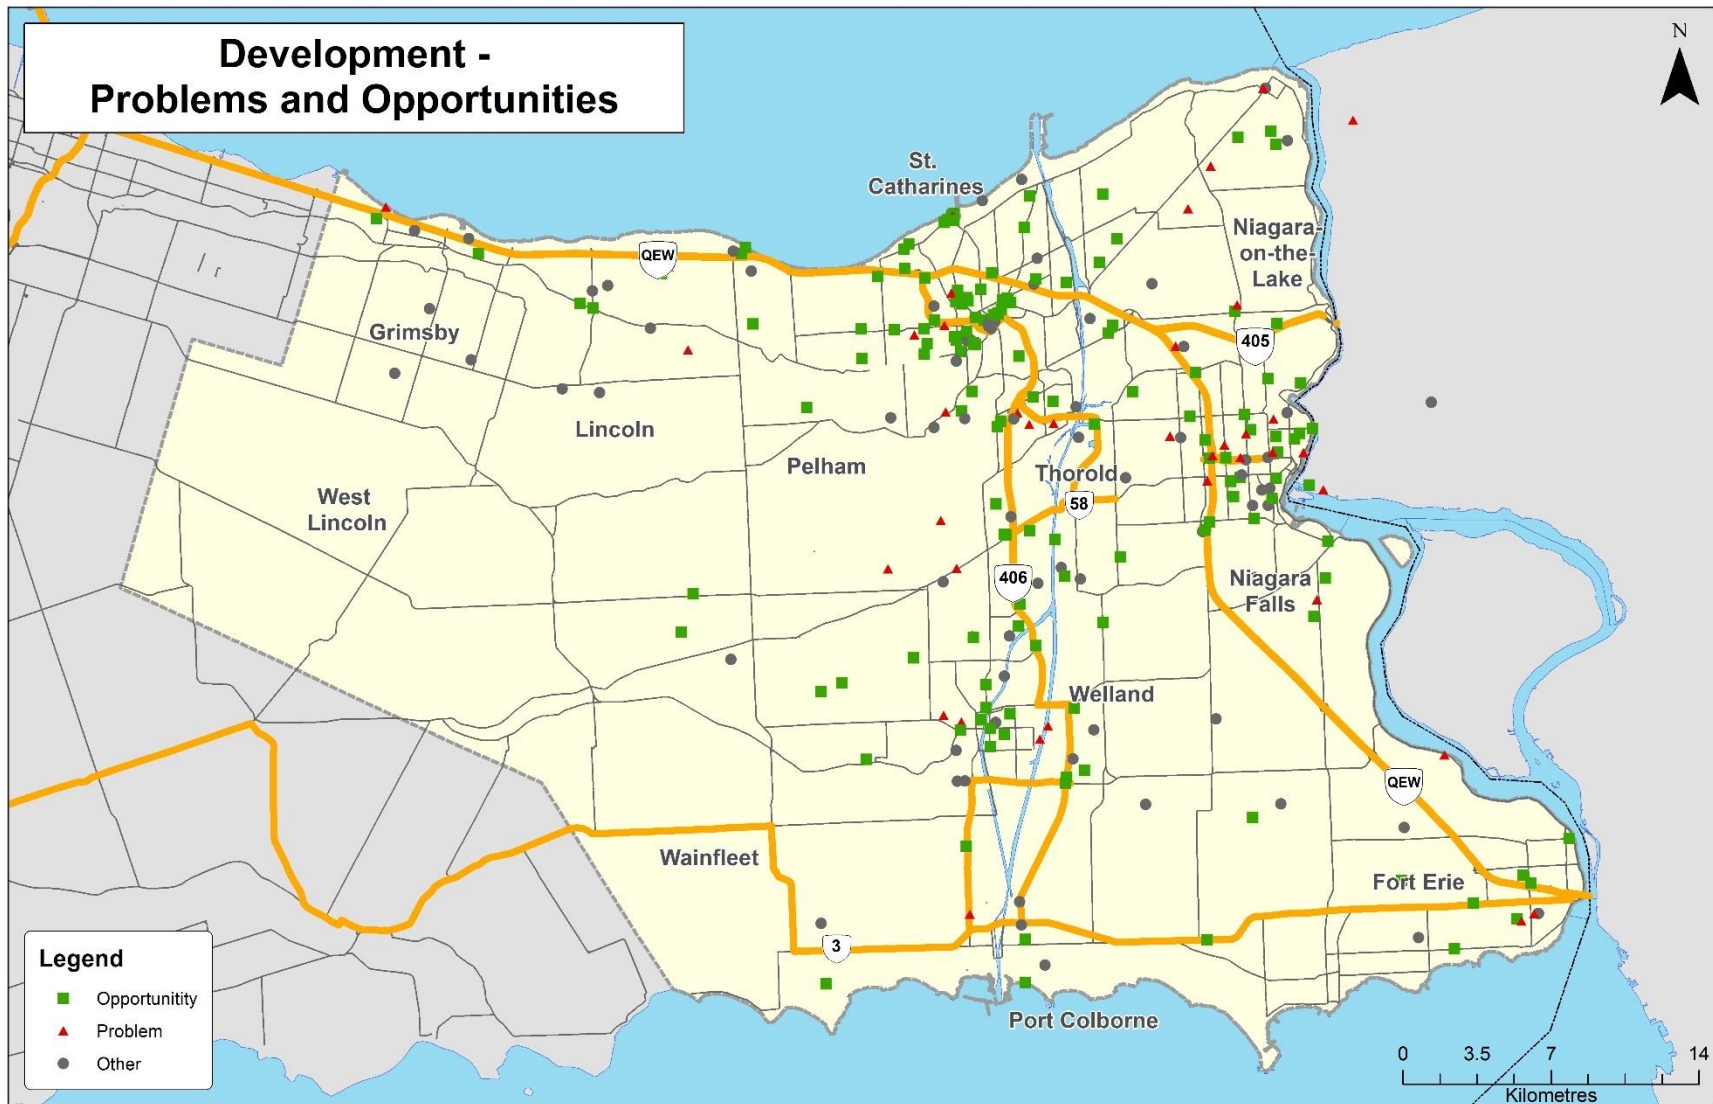 Development -
Problems and Opportunities
N
St.
Catharines
Niagara-
on-the-
Lake
QEW
Grimsby
405
Lincoln
Pelham
Thorold
West
Lincoln
58
406
Niagara
Falls
Welland
QEW
Wainfleet
Fort Erie
3
Port Colborne
Legend
Opportunitity
Problem
Other
0 3.5 7 14
Kilometres